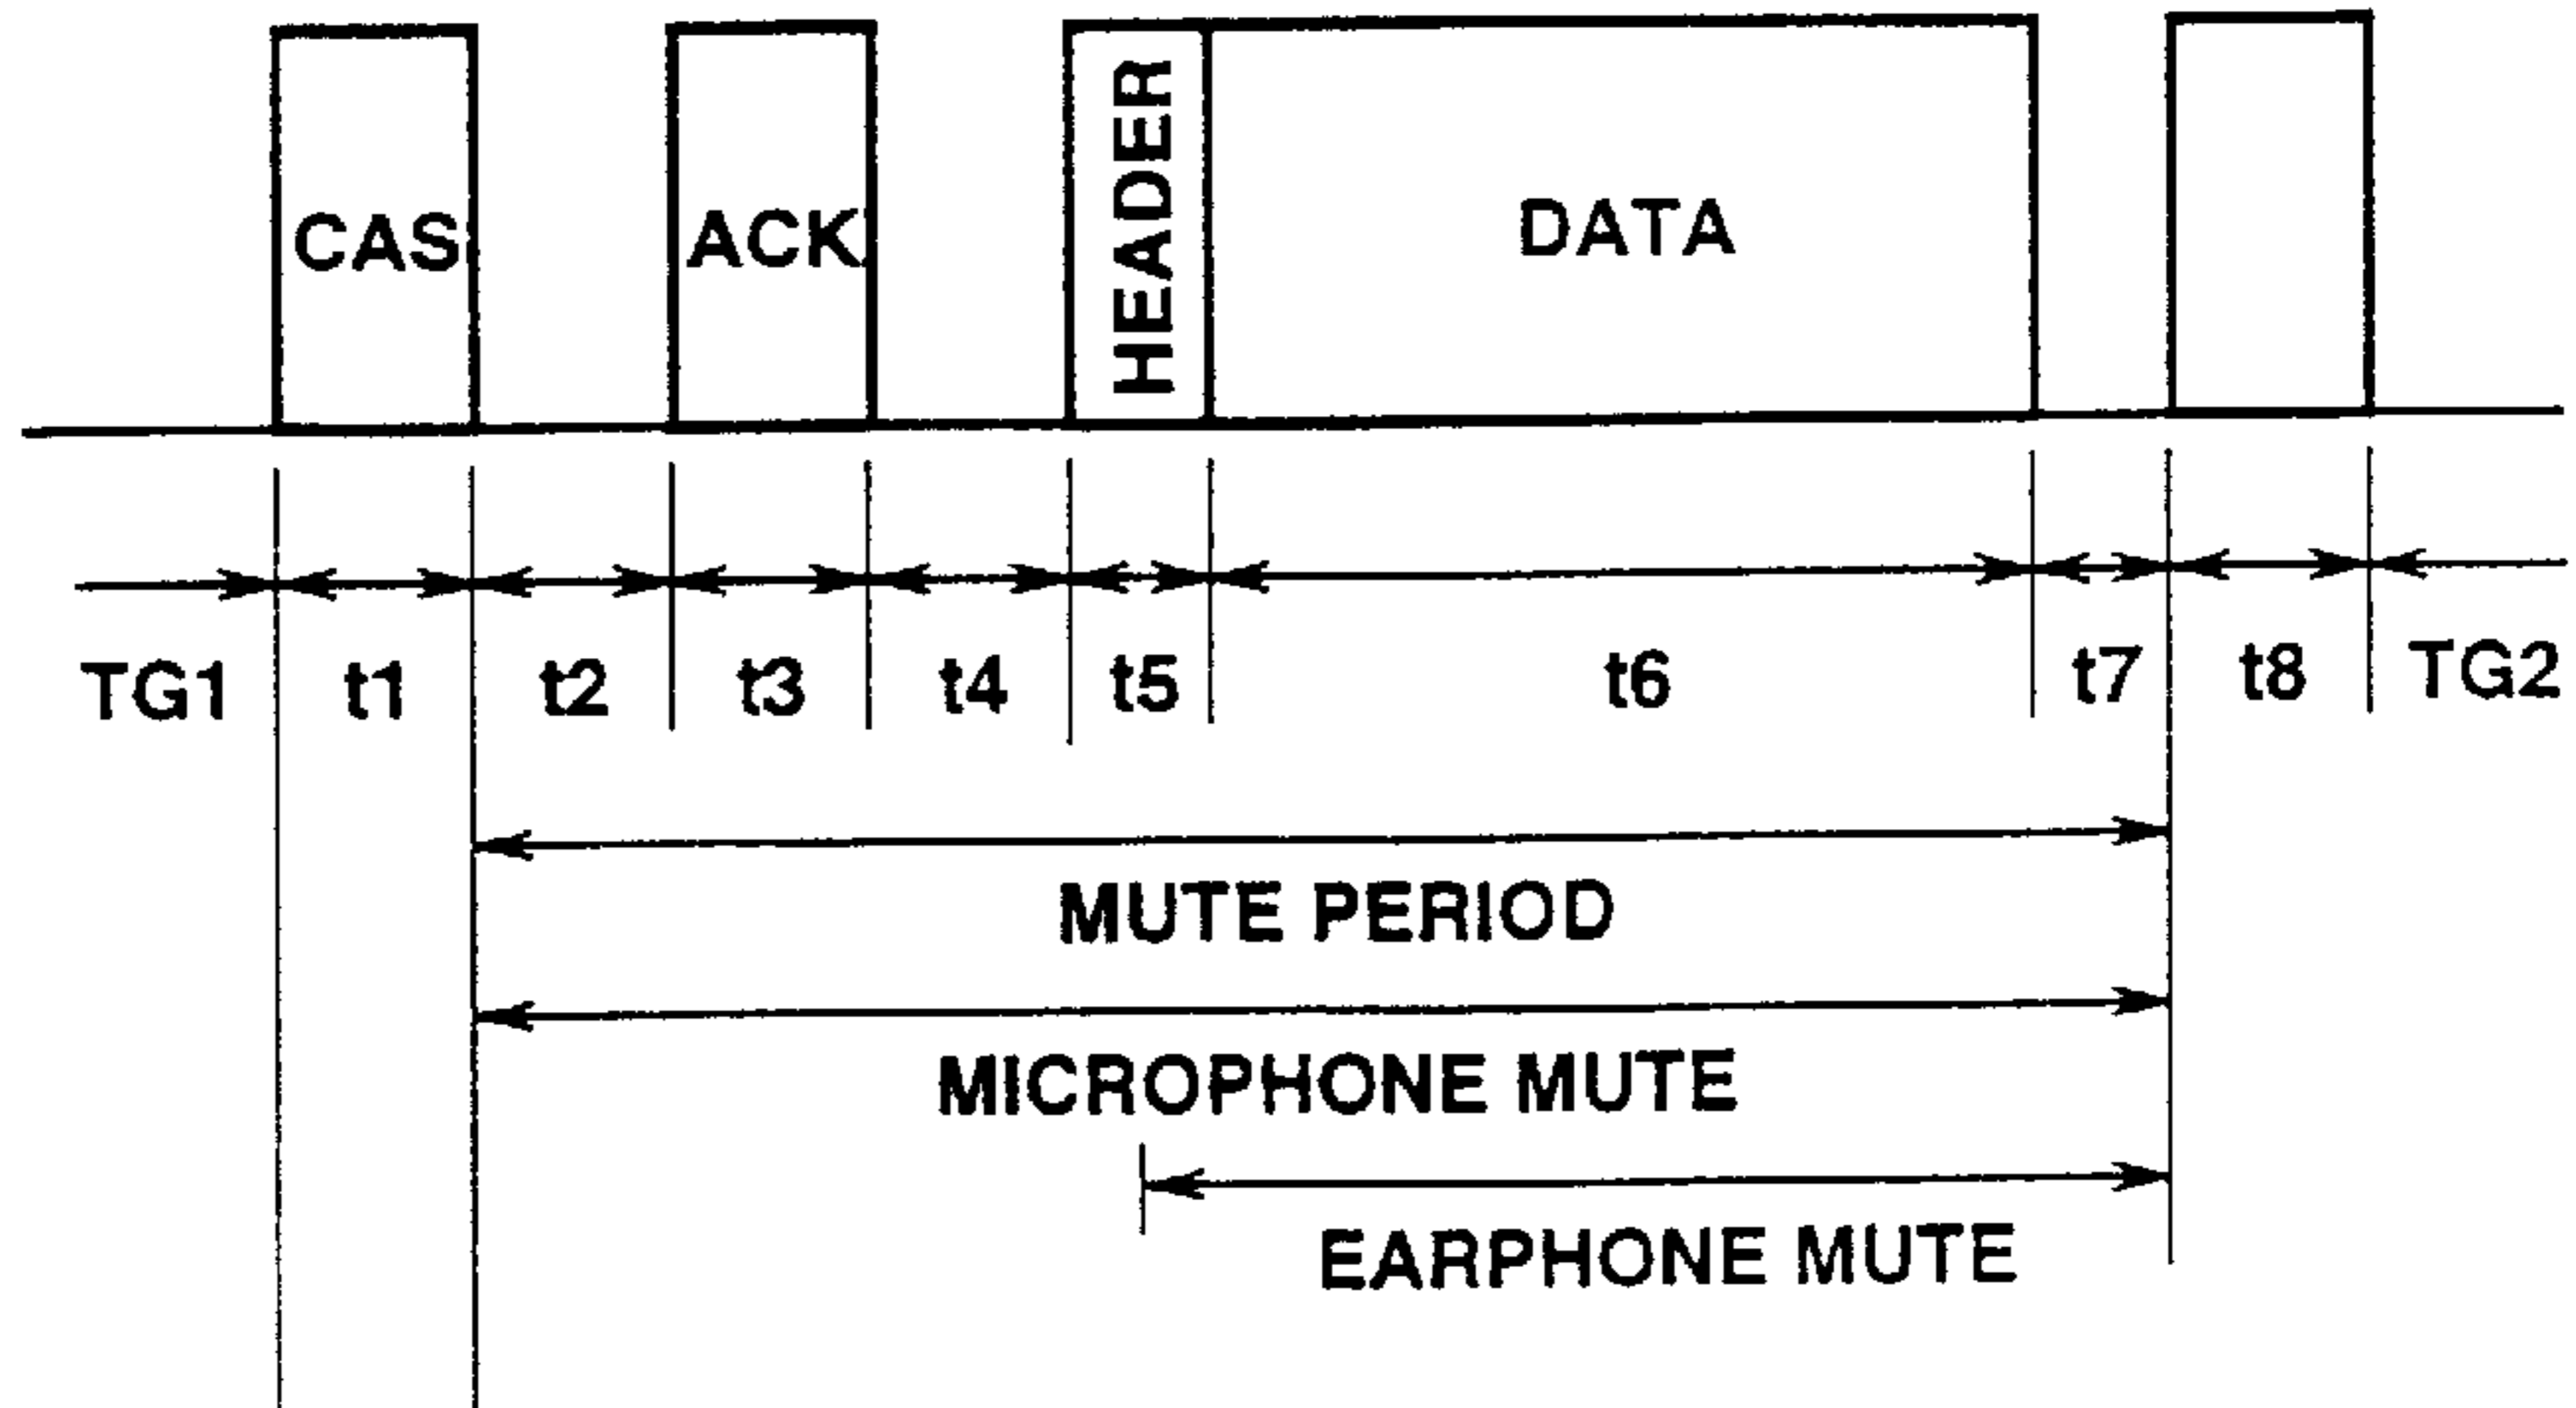 CAS
ACK
HEADER
DATA
TG1 t1 t2 t3 t4 t5 t6 t7 t8 TG2
MUTE PERIOD
MICROPHONE MUTE
EARPHONE MUTE